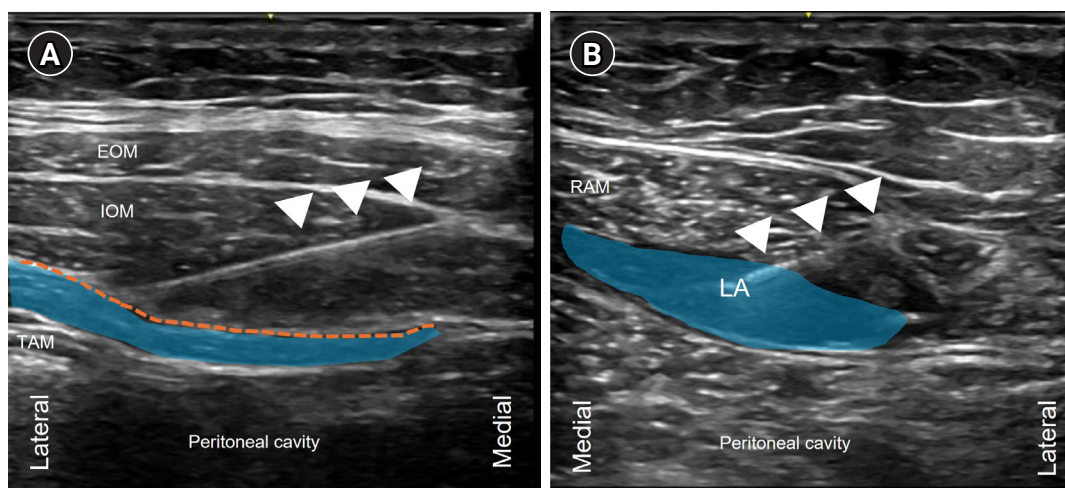 A
EOM
IOM
TAM
Lateral
Peritoneal cavity
Medial
B
RAM
LA
Medial
Peritoneal cavity
Lateral